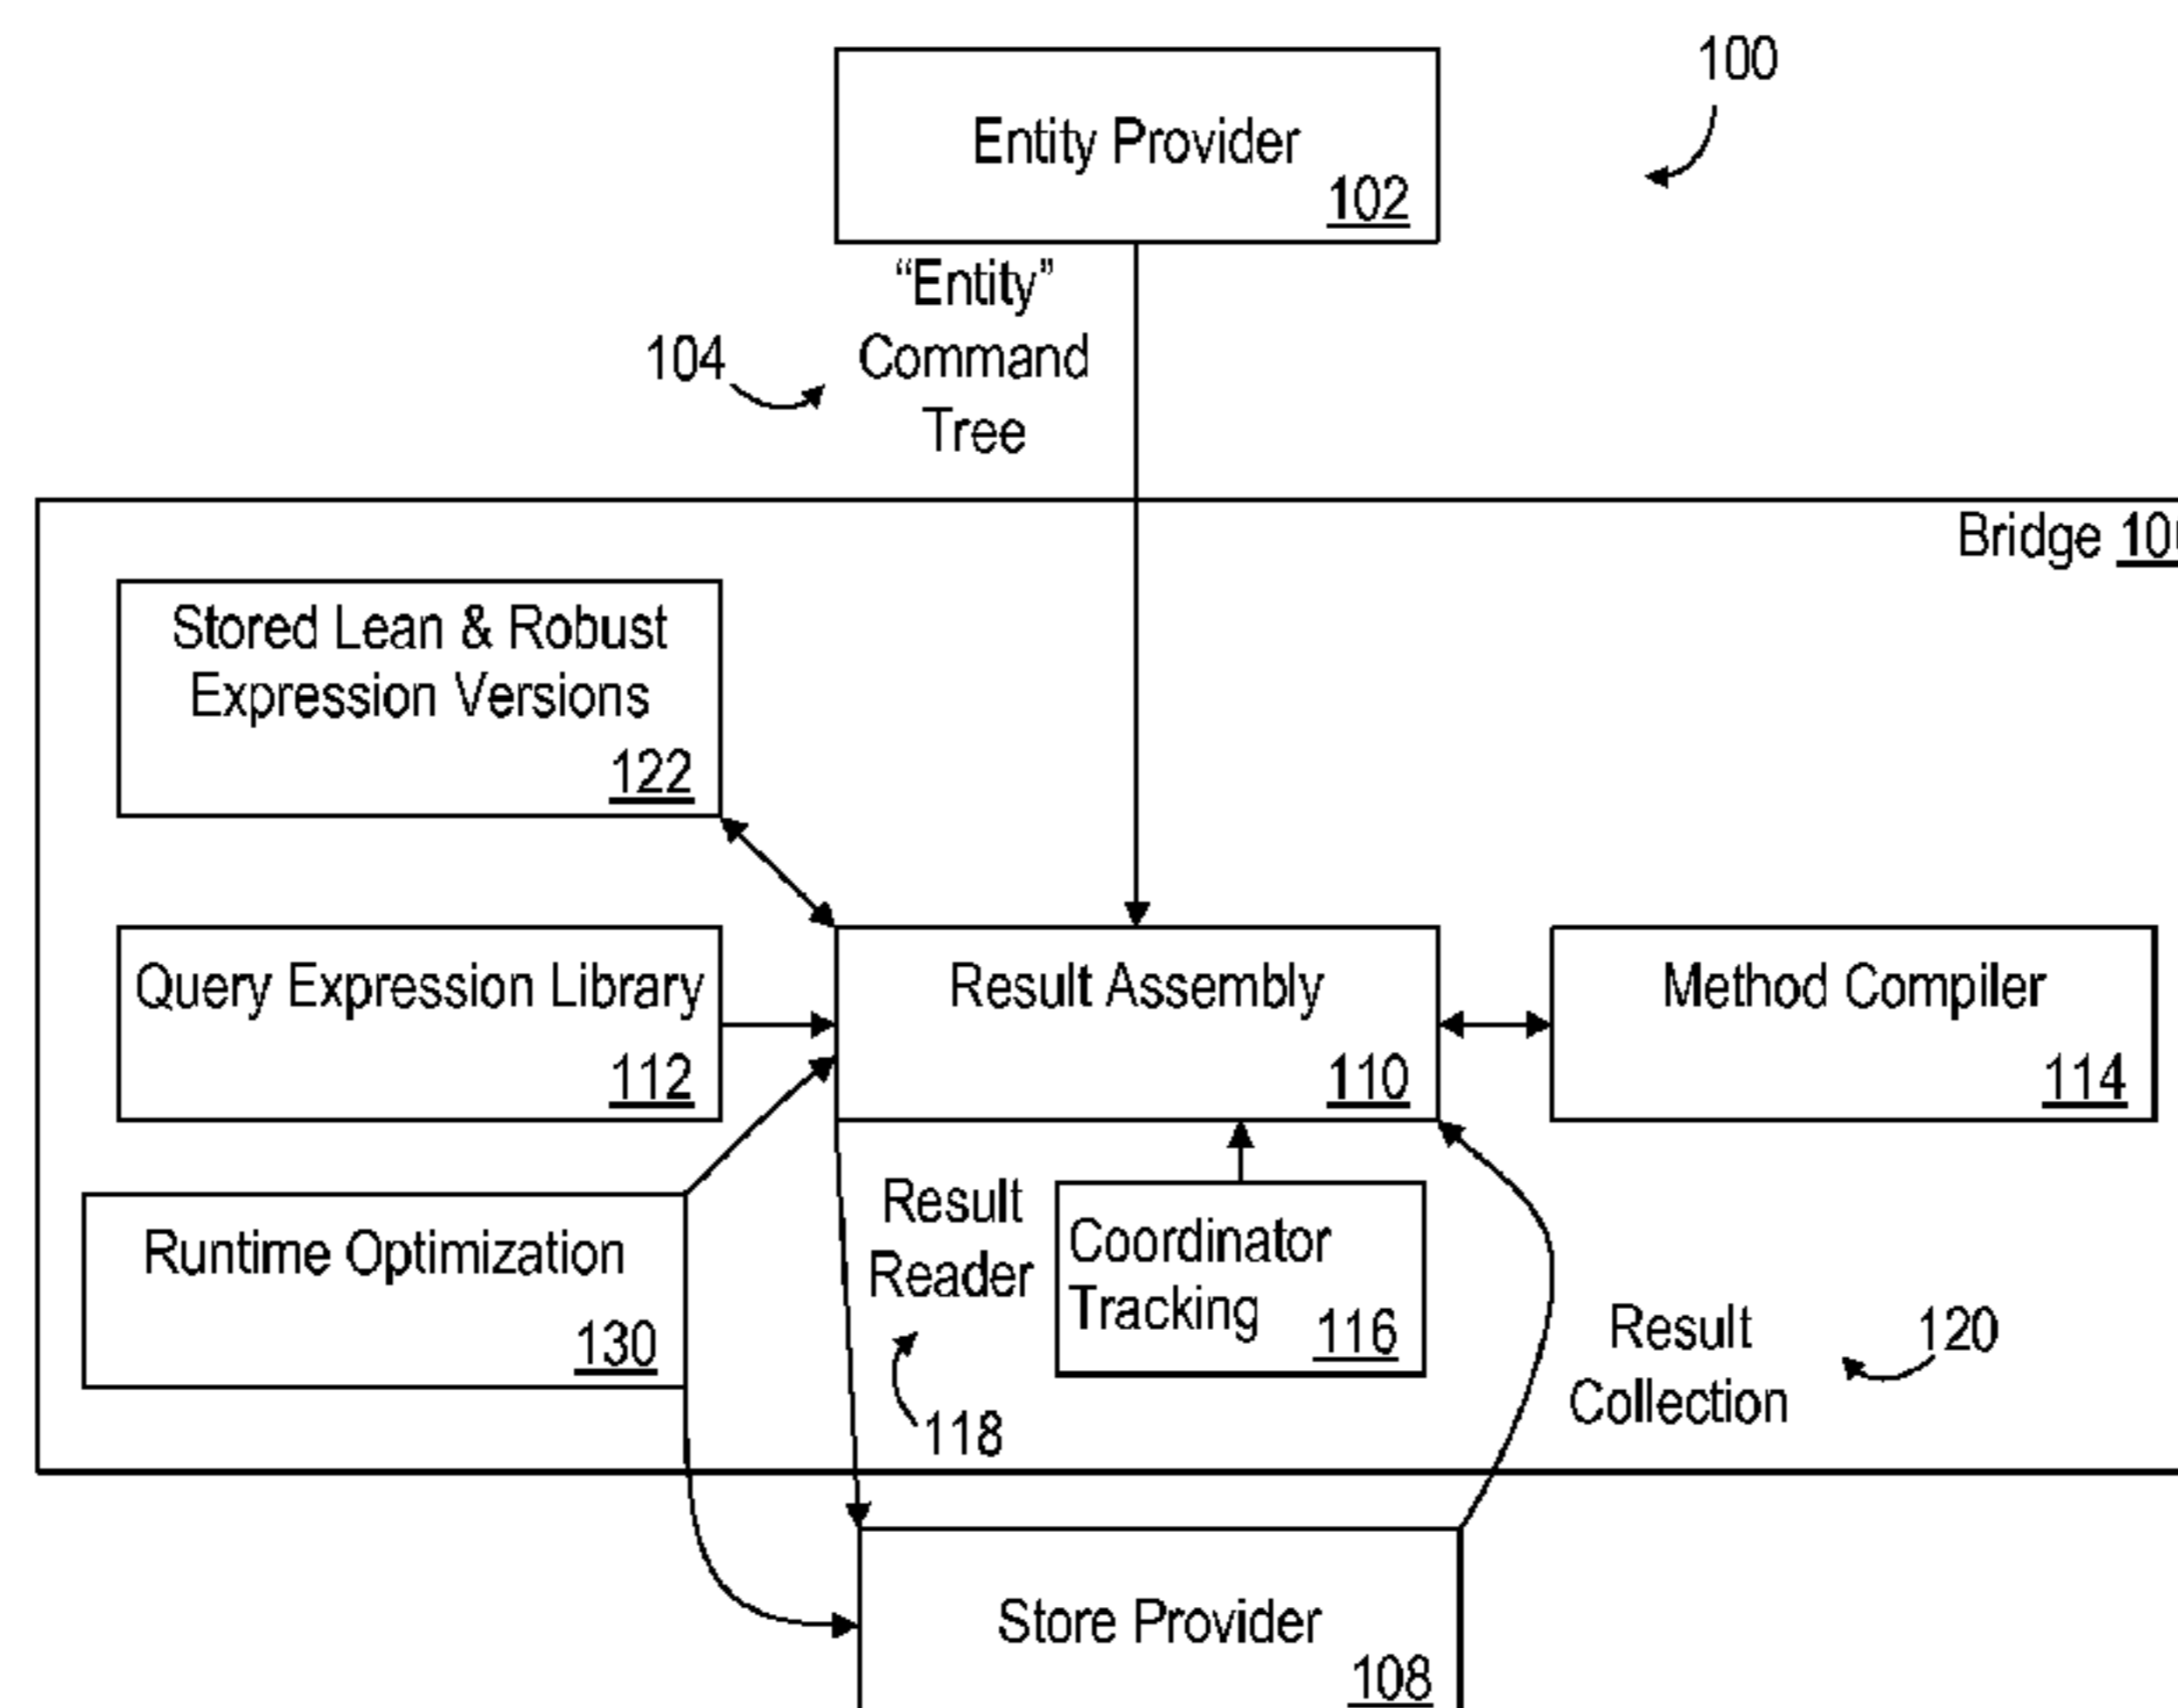 100
Entity Provider
102
“Entity”
Command
Tree
104
Bridge
Stored Lean & Robust
Expression Versions
122
Query Expression Library
112
Result Assembly
110
Method Compiler
114
Runtime Optimization
130
Result
Reader
118
Coordinator
Tracking
116
Result
Collection
120
Store Provider
108